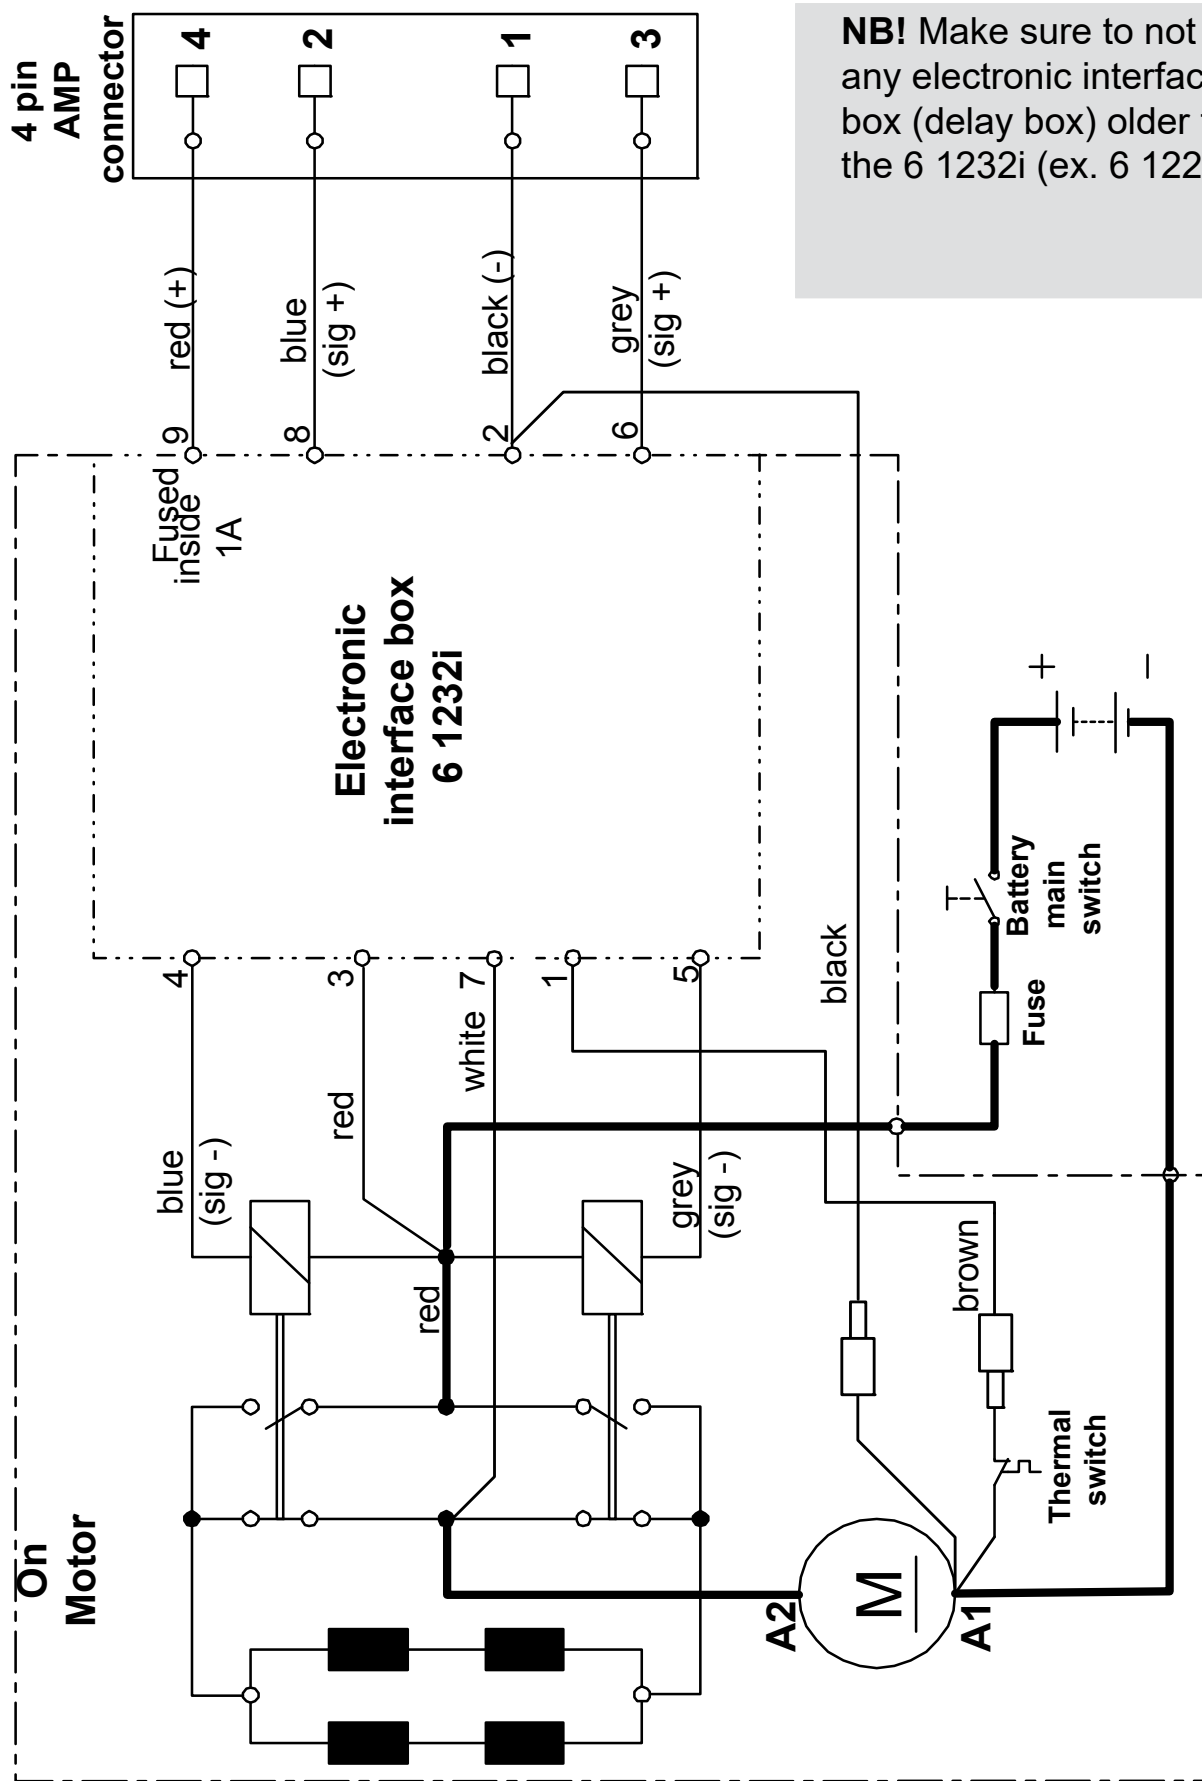 4 pin
AMP
connector
4
2
1
3
NB! Make sure to not
any electronic interfac
box (delay box) older
the 6 1232i (ex. 6 122
red (+)
blue
(sig +)
black (-)
grey
(sig +)
9
8
2
6
Fused
inside
1A
Electronic
interface box
6 1232i
+
-
Battery
main
switch
Fuse
black
4
3
7
1
5
blue
(sig -)
red
white
grey
(sig -)
red
brown
Thermal
switch
On
Motor
M
A2
A1